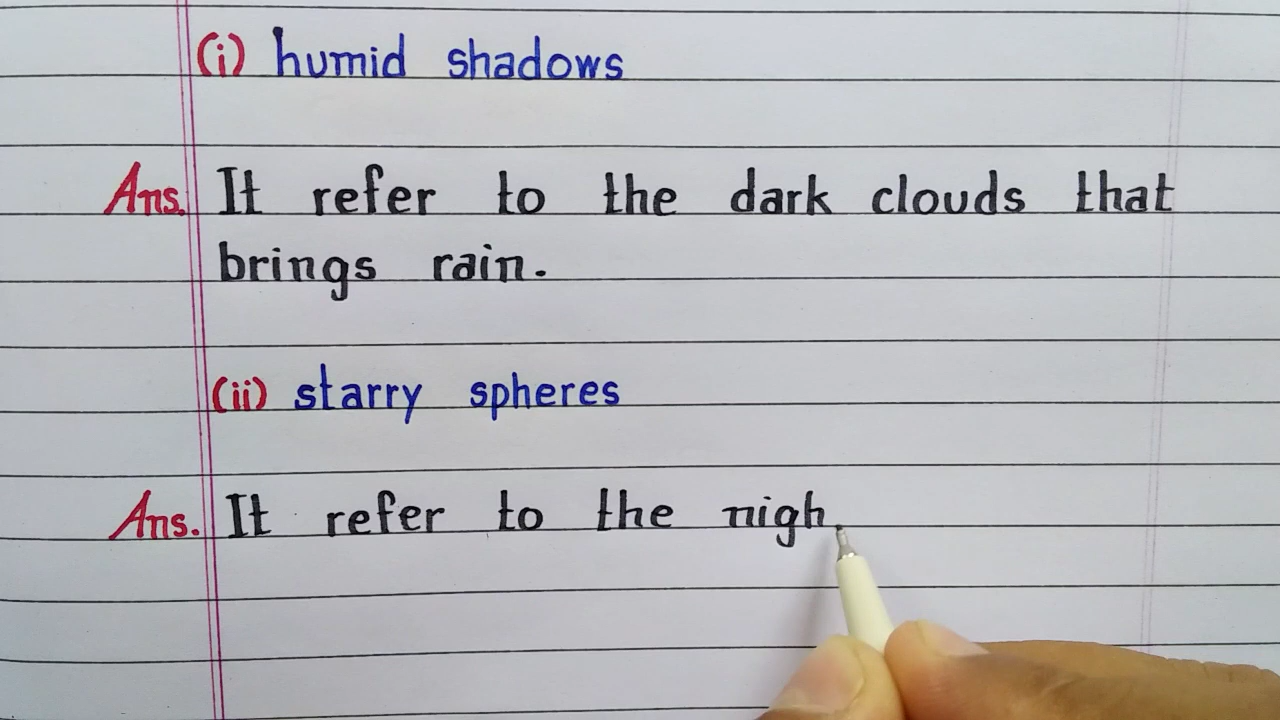 (i) humid shadows
Ans. It refer to the dark clouds that
brings rain.
(ii) starry spheres
Ans. It refer to the nigh